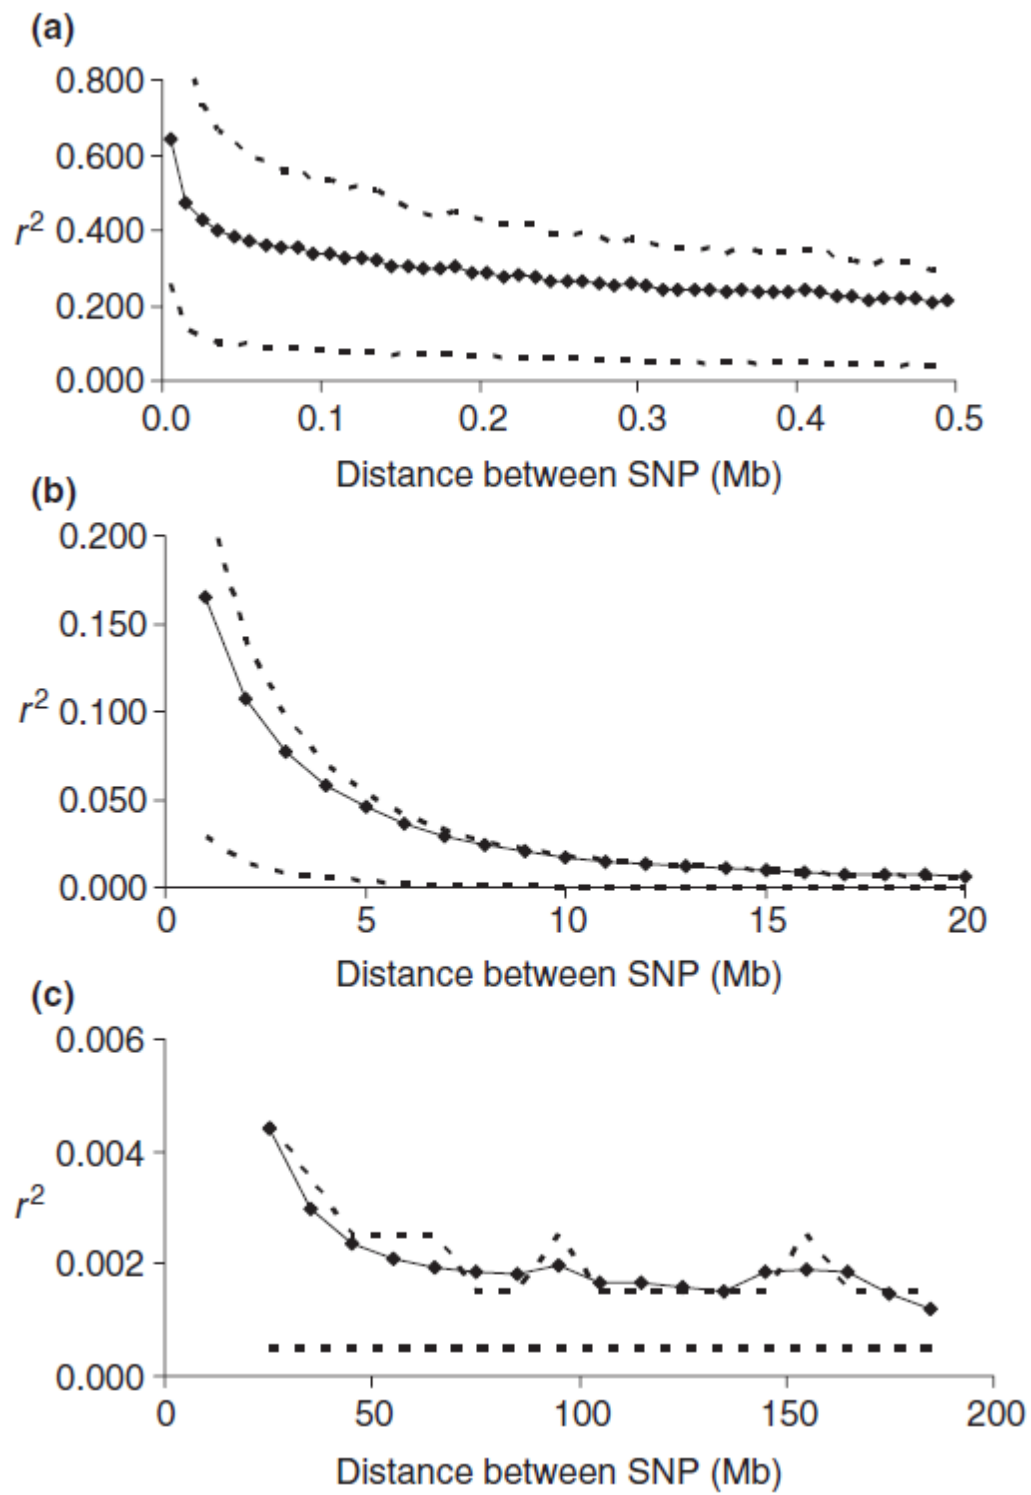 (a)
0.800
0.600
r² 0.400
0.200
0.000
0.0 0.1 0.2 0.3 0.4 0.5
Distance between SNP (Mb)
(b)
0.200
0.150
r² 0.100
0.050
0.000
0 5 10 15 20
Distance between SNP (Mb)
(c)
0.006
0.004
r²
0.002
0.000
0 50 100 150 200
Distance between SNP (Mb)